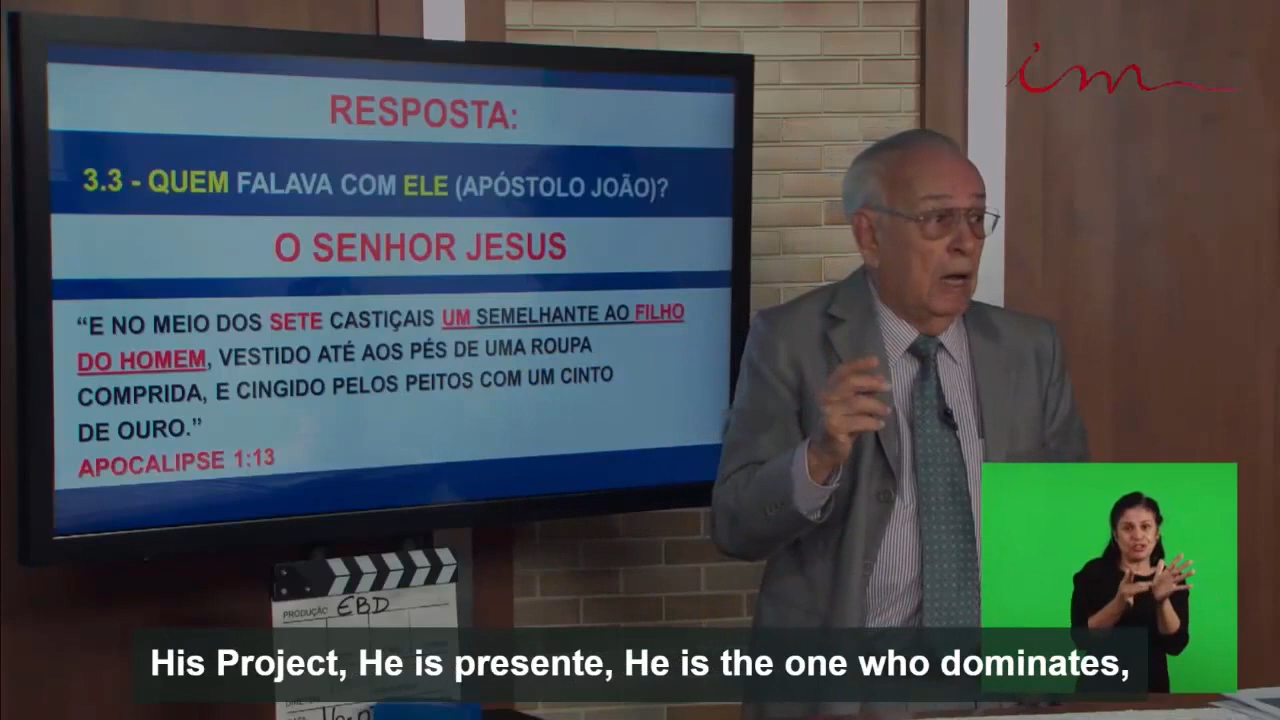 RESPOSTA:
3.3 - QUEM FALAVA COM ELE (APÓSTOLO JOÃO)?
O SENHOR JESUS
“E NO MEIO DOS SETE CASTIÇAIS UM SEMELHANTE AO FILHO
DO HOMEM, VESTIDO ATÉ AOS PÉS DE UMA ROUPA
COMPRIDA, E CINGIDO PELOS PEITOS COM UM CINTO
DE OURO.”
APOCALIPSE 1:13
im
PRODUÇÃO EBD
His Project, He is presente, He is the one who dominates,